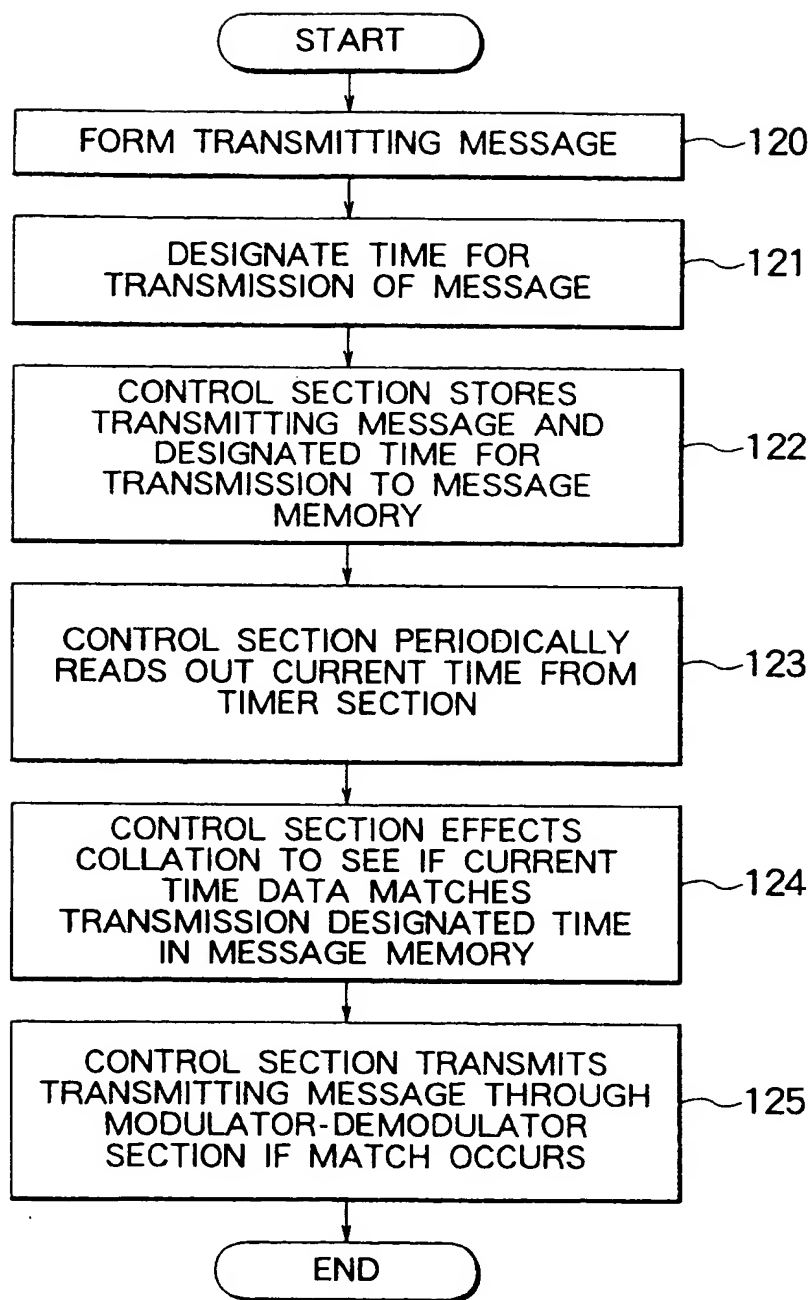 START
FORM TRANSMITTING MESSAGE
120
DESIGNATE TIME FOR
TRANSMISSION OF MESSAGE
121
CONTROL SECTION STORES
TRANSMITTING MESSAGE AND
DESIGNATED TIME FOR
TRANSMISSION TO MESSAGE
MEMORY
122
CONTROL SECTION PERIODICALLY
READS OUT CURRENT TIME FROM
TIMER SECTION
123
CONTROL SECTION EFFECTS
COLLATION TO SEE IF CURRENT
TIME DATA MATCHES
TRANSMISSION DESIGNATED TIME
IN MESSAGE MEMORY
124
CONTROL SECTION TRANSMITS
TRANSMITTING MESSAGE THROUGH
MODULATOR-DEMODULATOR
SECTION IF MATCH OCCURS
125
END